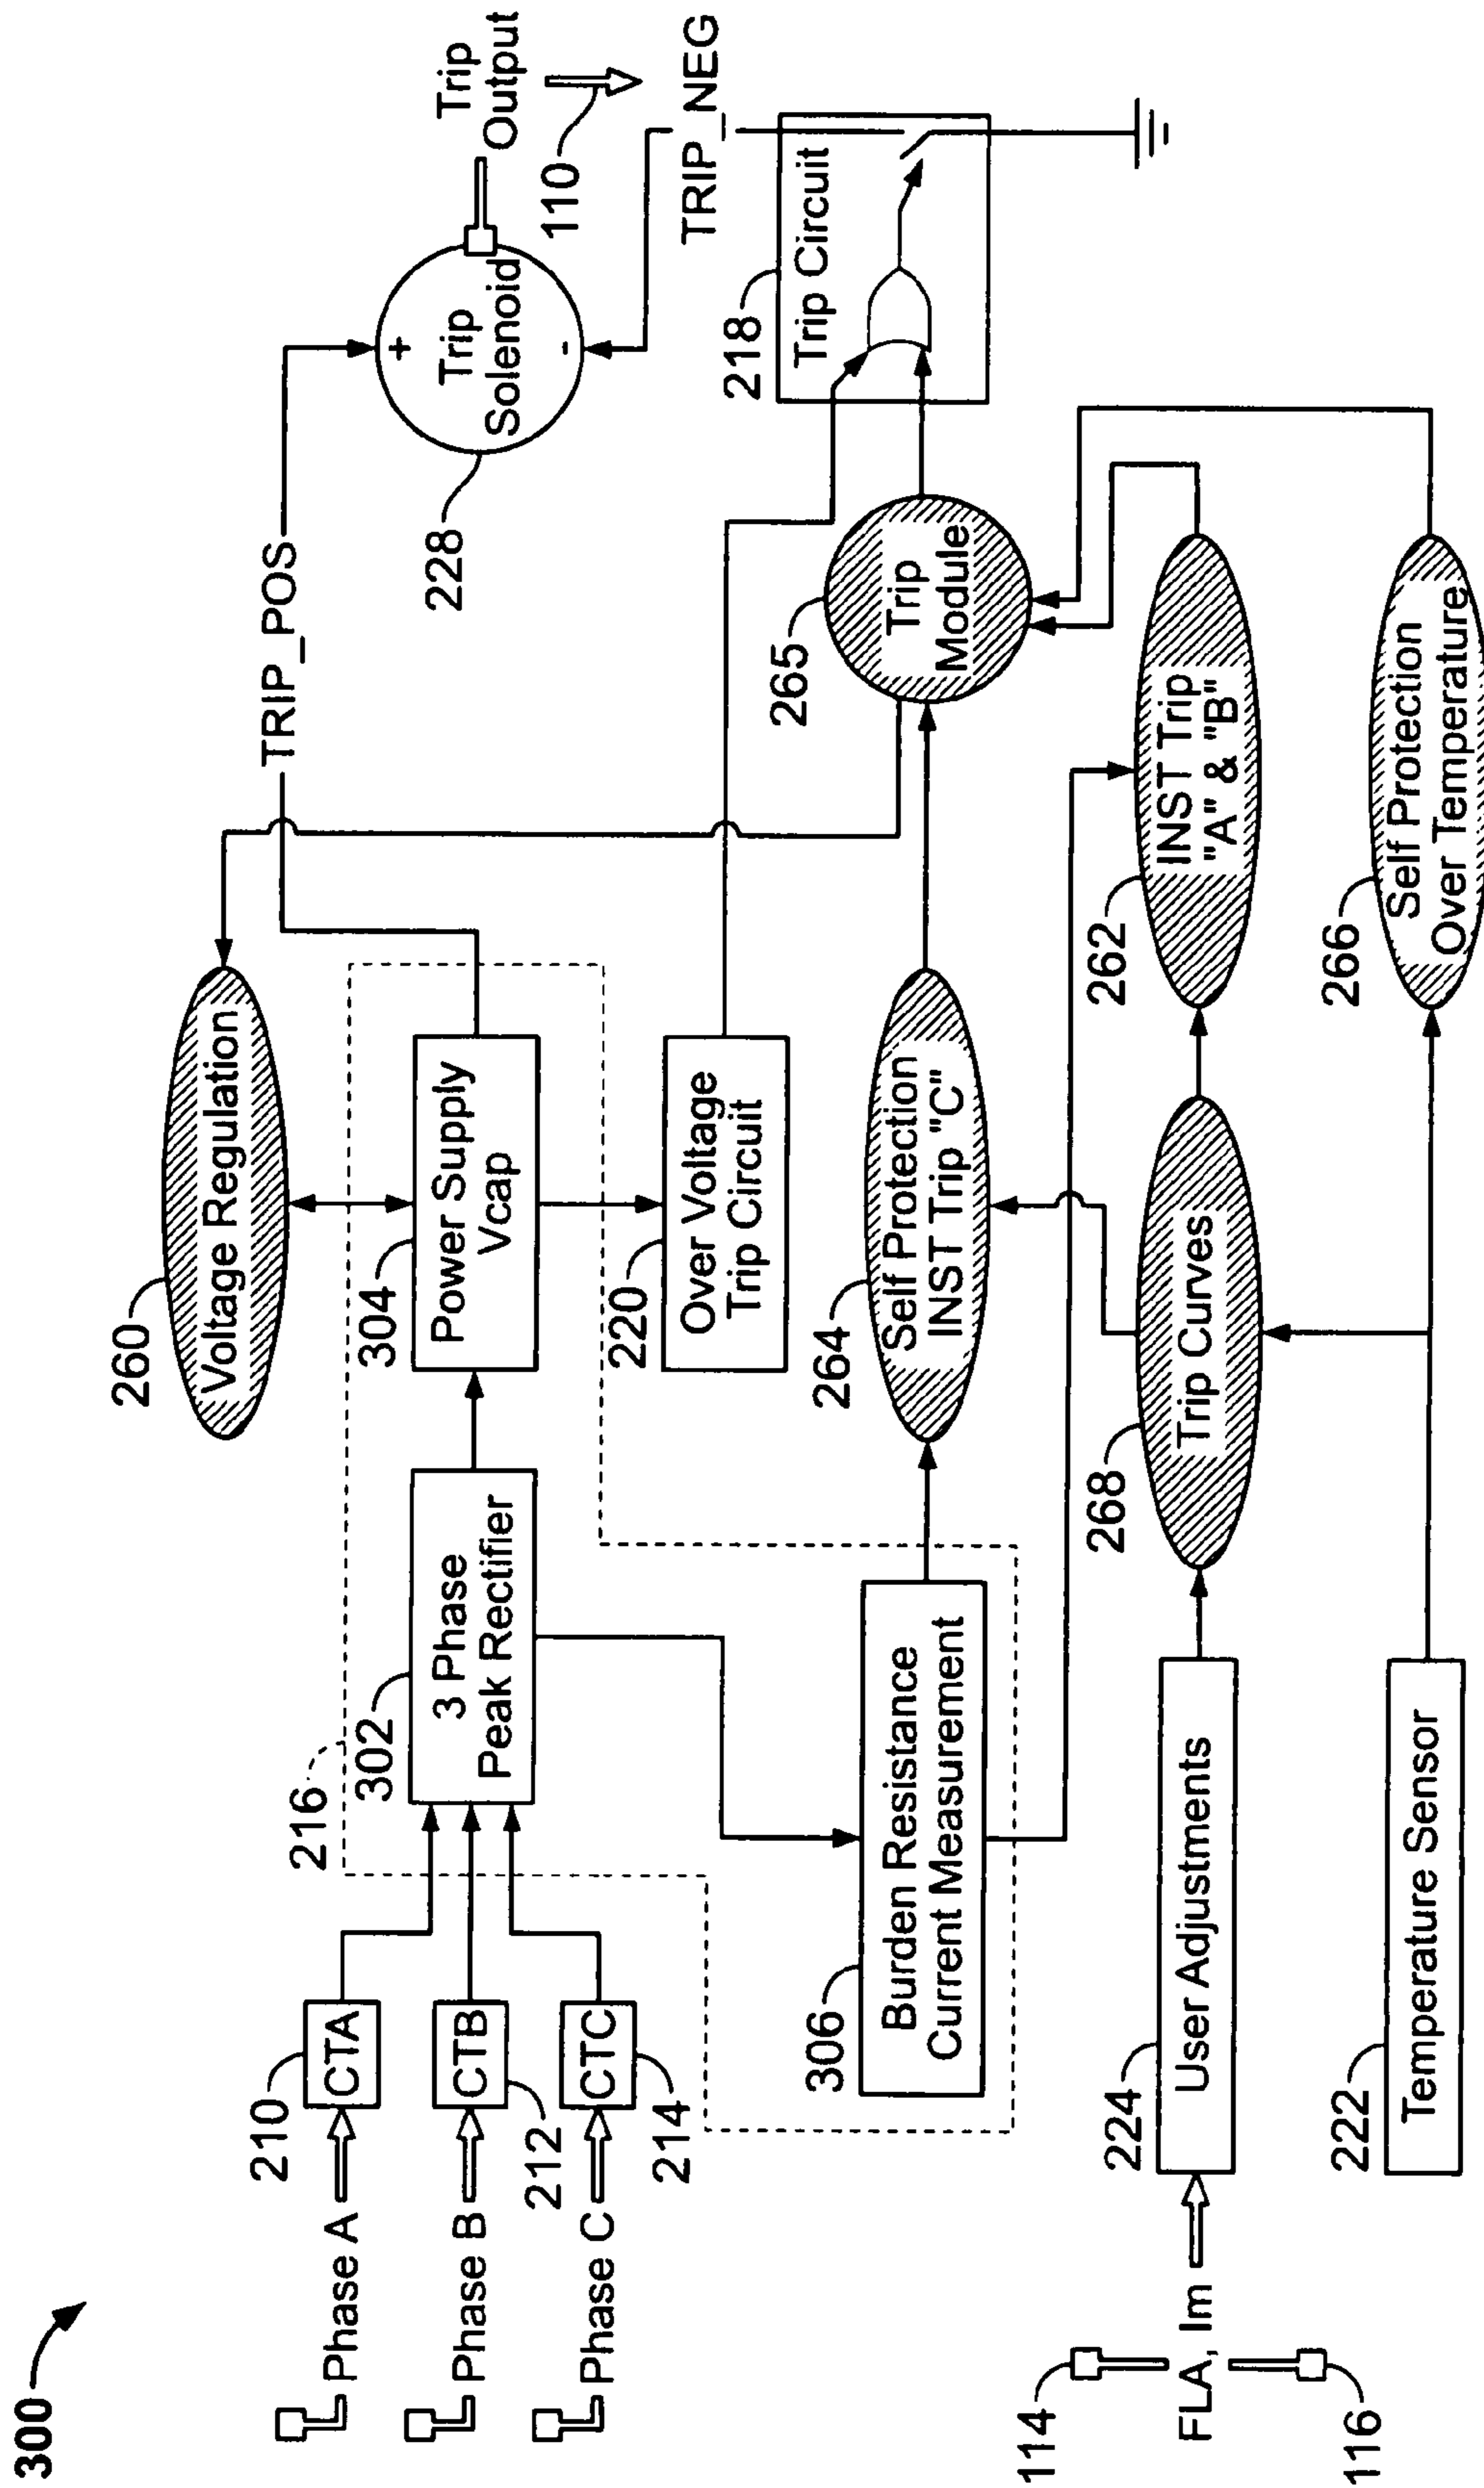 300
260
Voltage Regulation
TRIP_POS
Trip
Output
110
TRIP_NEG
+
Trip
Solenoid
-
228
216
210
CTA
Phase A
302
3 Phase
Peak Rectifier
304
Power Supply
Vcap
Phase B
CTB
212
Phase C
CTC
214
220
Over Voltage
Trip Circuit
218
Trip Circuit
306
Burden Resistance
Current Measurement
264
Self Protection
INST Trip "C"
265
Trip
Module
114
FLA, Im
116
224
User Adjustments
268
Trip Curves
262
INST Trip
"A" & "B"
222
Temperature Sensor
266
Self Protection
Over Temperature